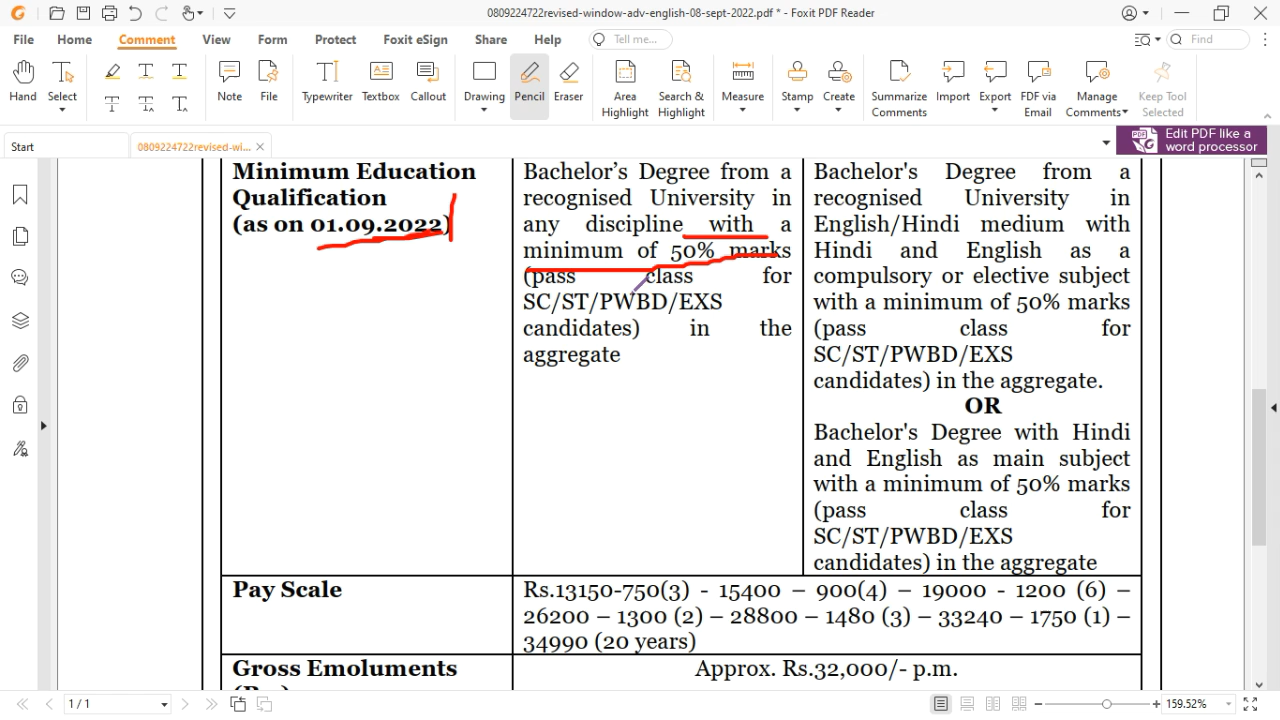 0809224722revised-window-adv-english-08-sept-2022.pdf * - Foxit PDF Reader
File Home Comment View Form Protect Foxit eSign Share Help Tell me... Find
Hand Select Note File Typewriter Textbox Callout Drawing Pencil Eraser Area Highlight Search & Highlight Measure Stamp Create Summarize Comments Import Export PDF via Email Manage Comments Keep Tool Selected
Start 0809224722revised-wi... Edit PDF like a word processor
Minimum Education
Qualification
(as on 01.09.2022)
Bachelor's Degree from a
recognised University in
any discipline with a
minimum of 50% marks
(pass class for
SC/ST/PWBD/EXS
candidates) in the
aggregate
Bachelor's Degree from a
recognised University in
English/Hindi medium with
Hindi and English as a
compulsory or elective subject
with a minimum of 50% marks
(pass class for
SC/ST/PWBD/EXS
candidates) in the aggregate.
OR
Bachelor's Degree with Hindi
and English as main subject
with a minimum of 50% marks
(pass class for
SC/ST/PWBD/EXS
candidates) in the aggregate
Pay Scale
Rs.13150-750(3) - 15400 – 900(4) – 19000 - 1200 (6) –
26200 – 1300 (2) – 28800 – 1480 (3) – 33240 – 1750 (1) –
34990 (20 years)
Gross Emoluments
Approx. Rs.32,000/- p.m.
1 / 1
159.52%